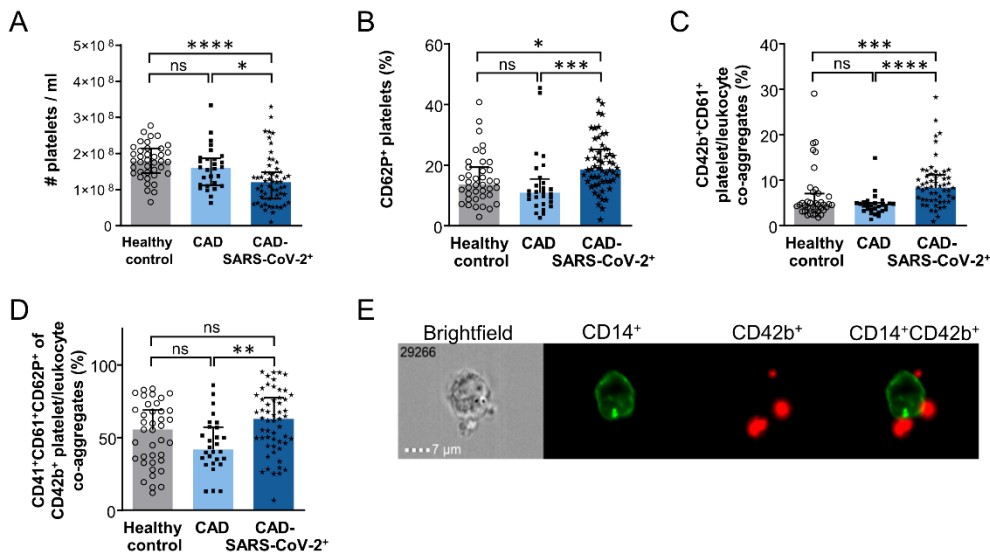 A
# platelets / ml
5×10⁸
4×10⁸
3×10⁸
2×10⁸
1×10⁸
0
****
ns
*
Healthy
control
CAD
CAD-
SARS-CoV-2⁺
B
CD62P⁺ platelets (%)
60
40
20
0
*
ns
***
Healthy
control
CAD
CAD-
SARS-CoV-2⁺
C
CD42b⁺CD61⁺
platelet/leukocyte
co-aggregates (%)
40
30
20
10
0
***
ns
****
Healthy
control
CAD
CAD-
SARS-CoV-2⁺
D
CD41⁺CD61⁺CD62P⁺ of
CD42b⁺ platelet/leukocyte
co-aggregates (%)
100
50
0
ns
ns
**
Healthy
control
CAD
CAD-
SARS-CoV-2⁺
E
Brightfield
CD14⁺
CD42b⁺
CD14⁺CD42b⁺
29266
7 µm